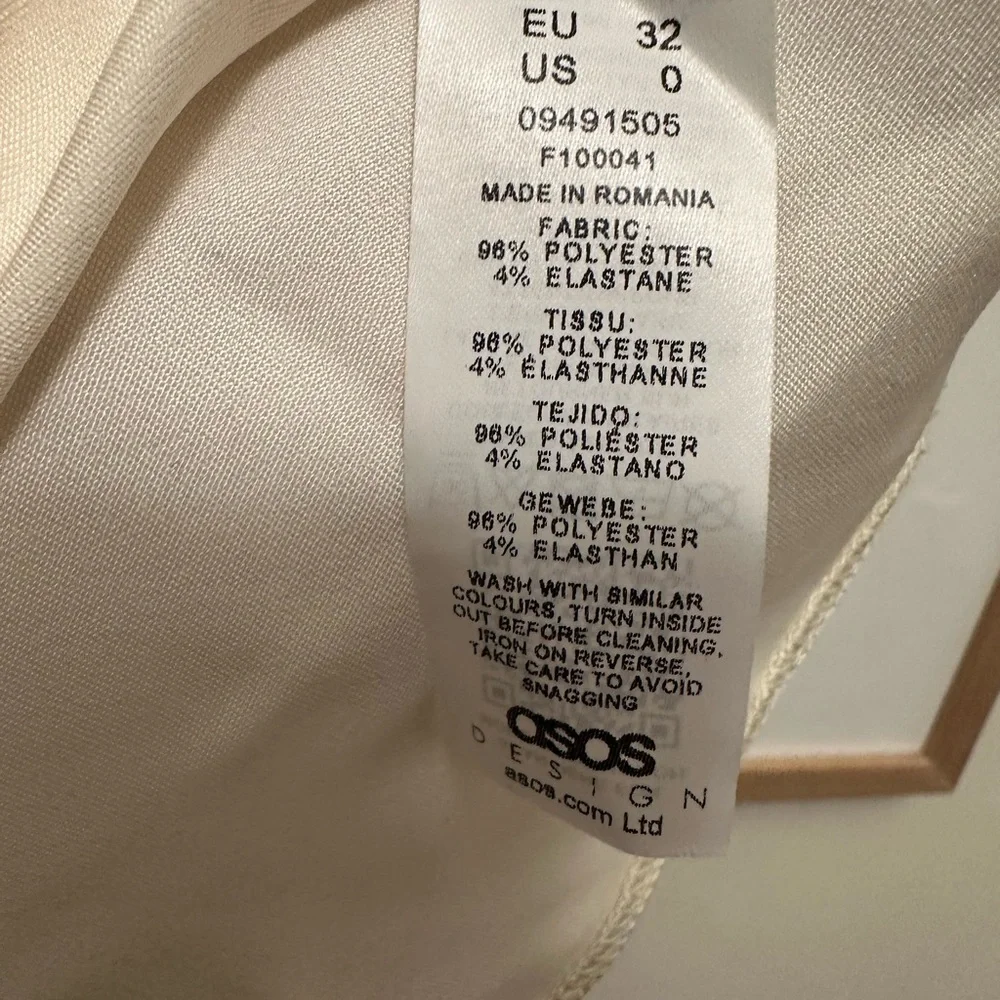 EU 32
US 0
09491505
F100041
MADE IN ROMANIA
FABRIC:
96% POLYESTER
4% ELASTANE
TISSU:
96% POLYESTER
4% ÉLASTHANNE
TEJIDO:
96% POLIÉSTER
4% ELASTANO
GEWEBE:
96% POLYESTER
4% ELASTHAN
WASH WITH SIMILAR
COLOURS, TURN INSIDE
OUT BEFORE CLEANING,
IRON ON REVERSE,
TAKE CARE TO AVOID
SNAGGING
asos
DESIGN
asos.com Ltd